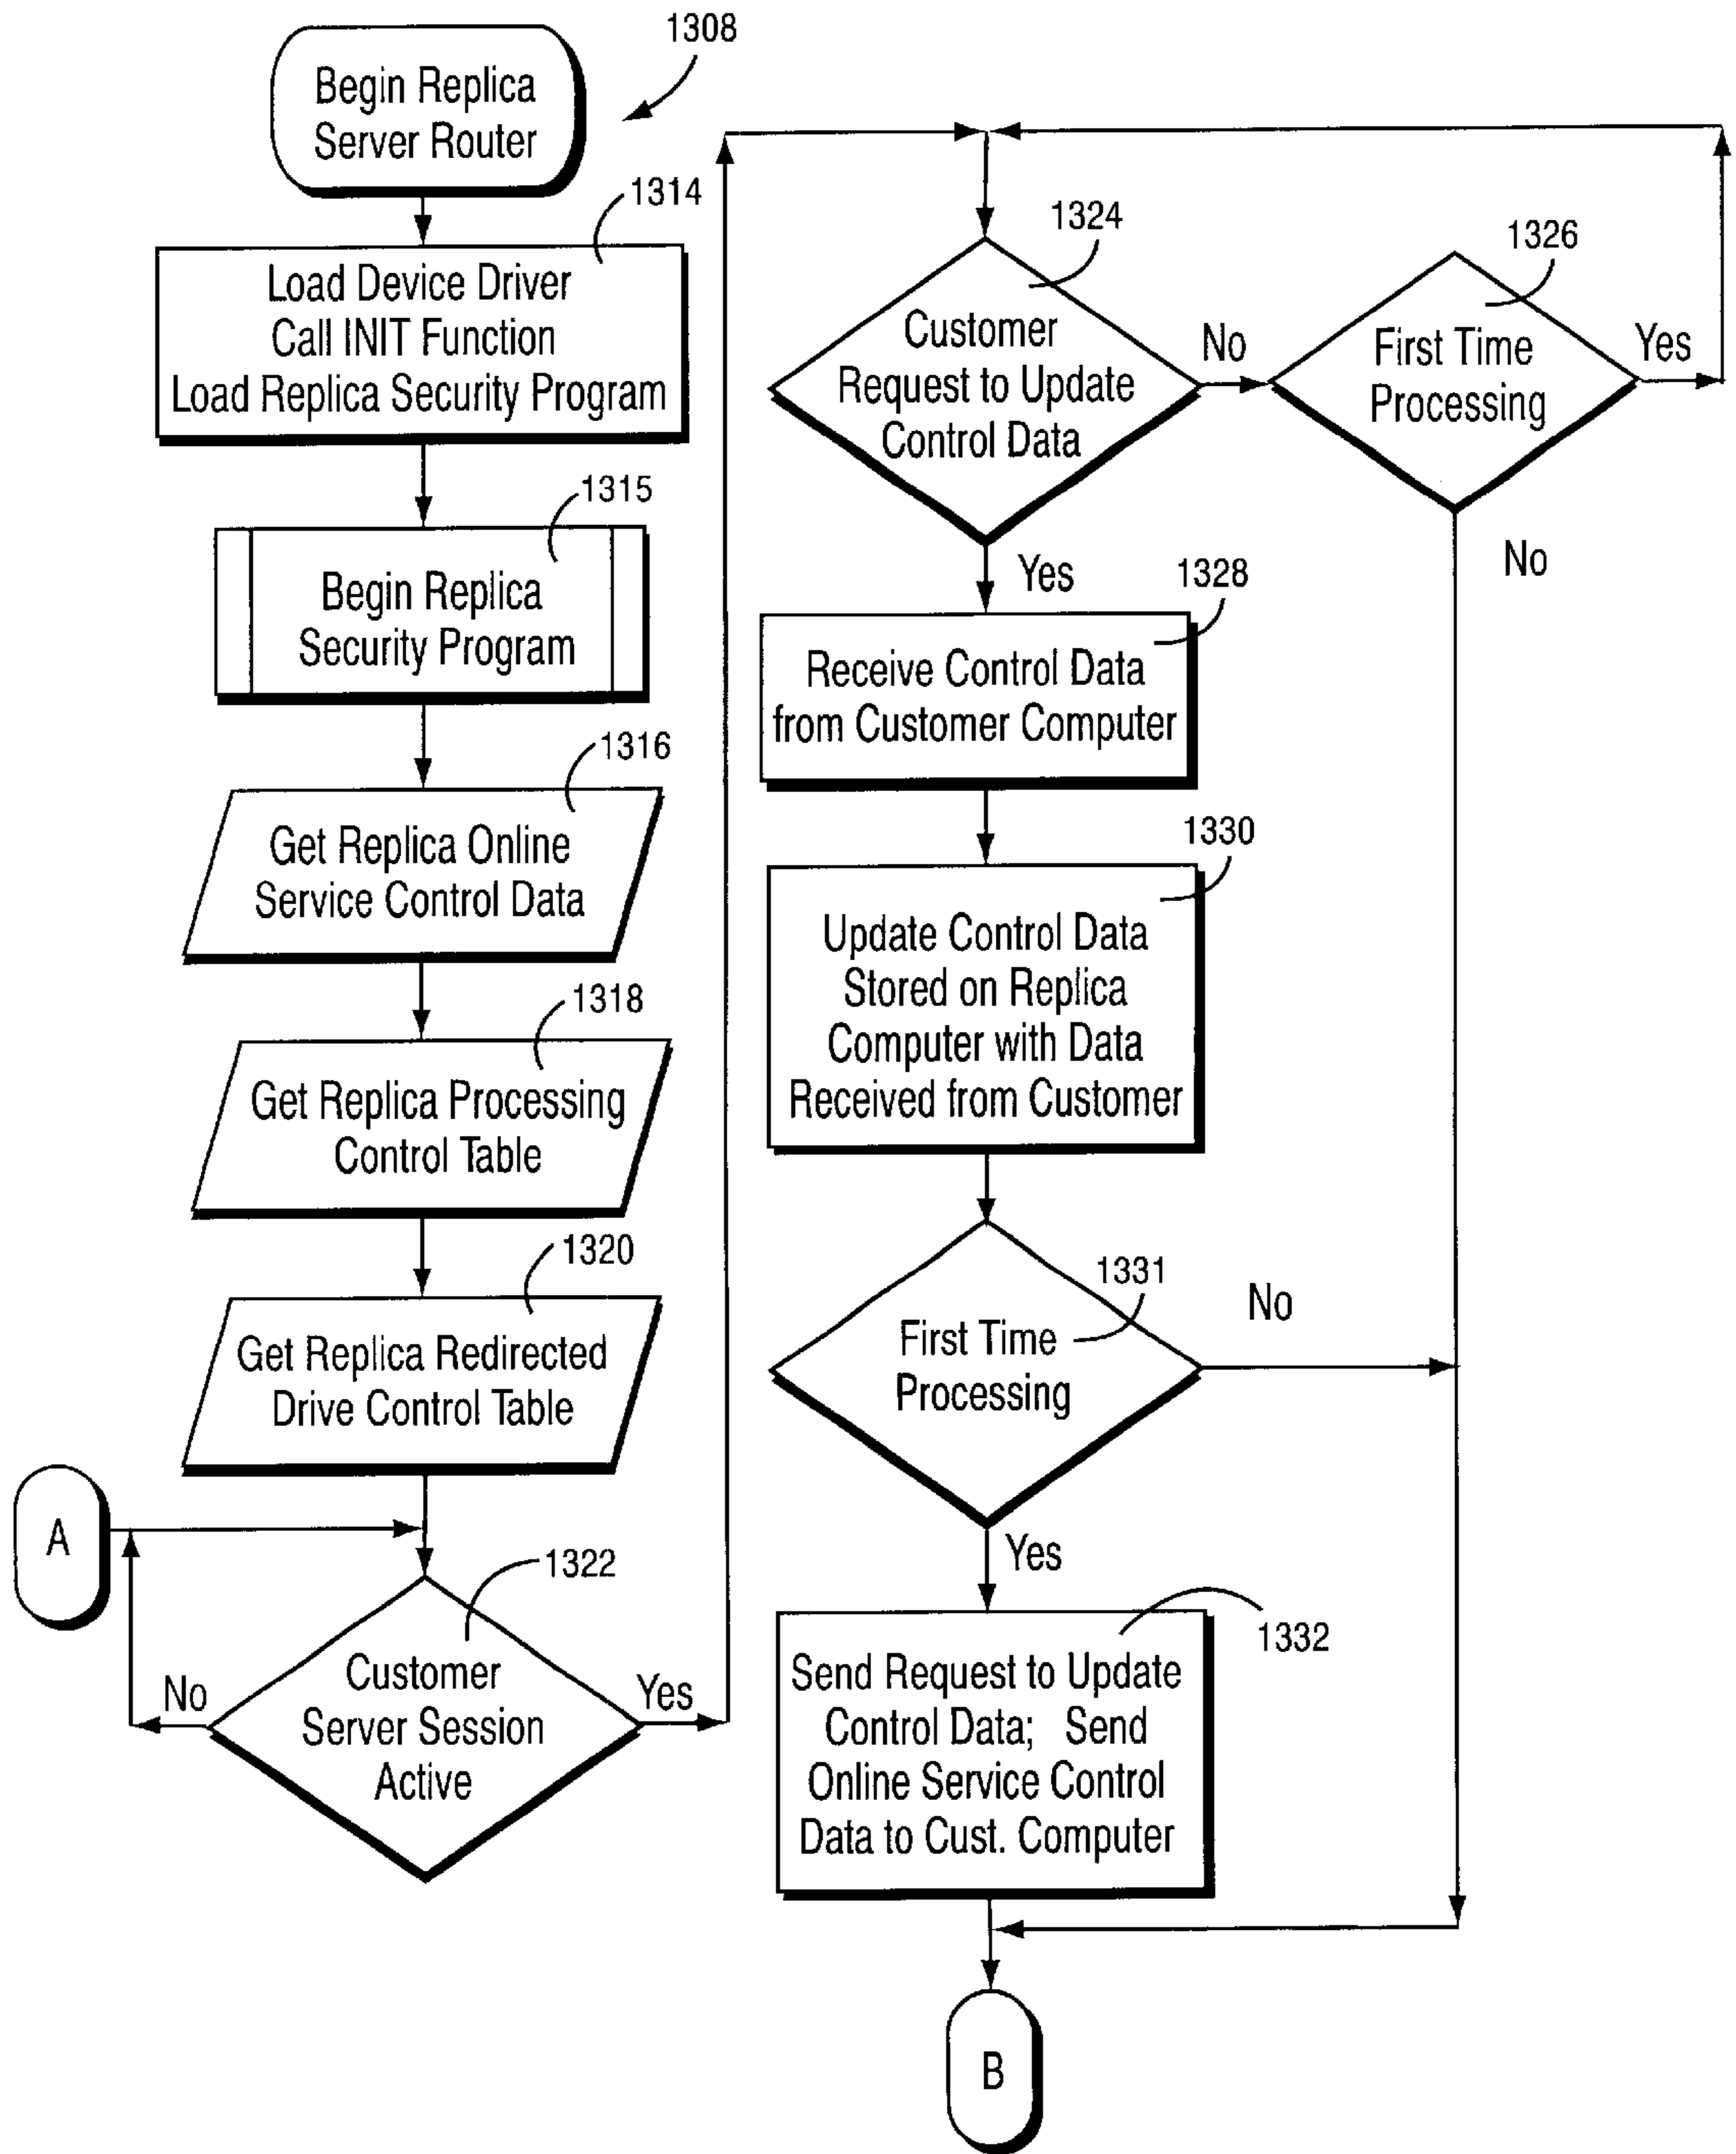 1308
Begin Replica
Server Router
1314
Load Device Driver
Call INIT Function
Load Replica Security Program
1315
Begin Replica
Security Program
1316
Get Replica Online
Service Control Data
1318
Get Replica Processing
Control Table
1320
Get Replica Redirected
Drive Control Table
A
1322
Customer
Server Session
Active
No
Yes
1324
Customer
Request to Update
Control Data
No
Yes
1326
First Time
Processing
Yes
No
1328
Receive Control Data
from Customer Computer
1330
Update Control Data
Stored on Replica
Computer with Data
Received from Customer
1331
First Time
Processing
No
Yes
1332
Send Request to Update
Control Data; Send
Online Service Control
Data to Cust. Computer
B